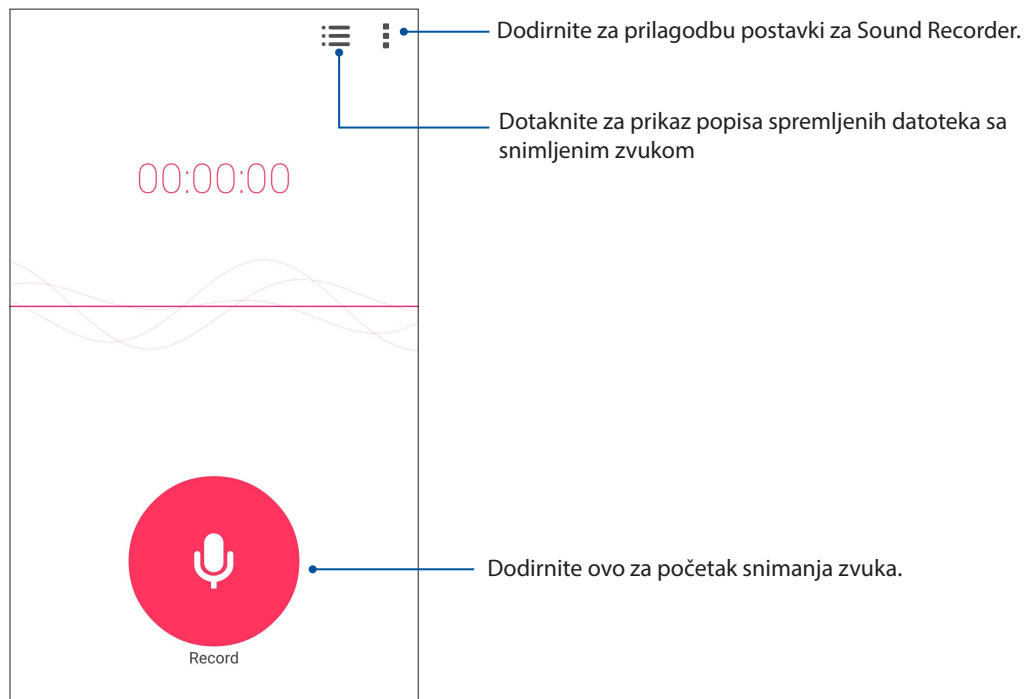 Dodirnite za prilagodbu postavki za Sound Recorder.
Dotaknite za prikaz popisa spremljenih datoteka sa
snimljenim zvukom
00:00:00
Dodirnite ovo za početak snimanja zvuka.
Record